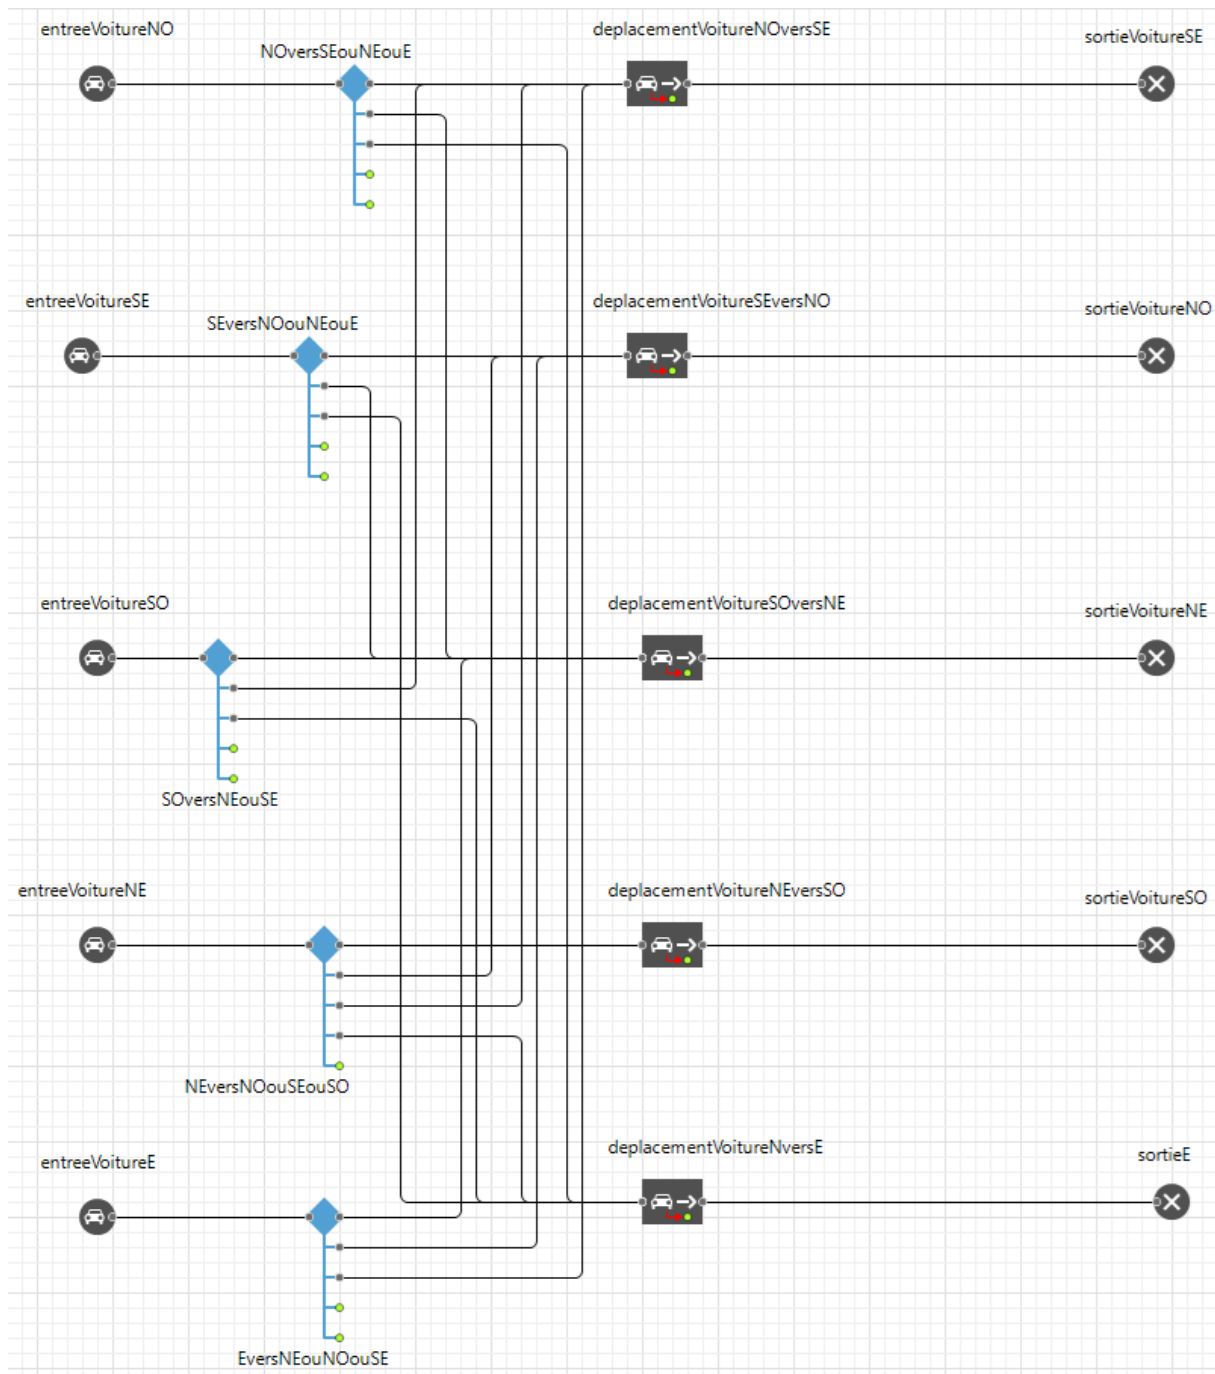 entreeVoitureNO
NOversSEouNEouE
deplacementVoitureNOversSE
sortieVoitureSE
entreeVoitureSE
SEversNOouNEouE
deplacementVoitureSEversNO
sortieVoitureNO
entreeVoitureSO
deplacementVoitureSOversNE
sortieVoitureNE
SOversNEouSE
entreeVoitureNE
deplacementVoitureNEversSO
sortieVoitureSO
NEversNOouSEouSO
entreeVoitureE
deplacementVoitureNversE
sortieE
EversNEouNOouSE